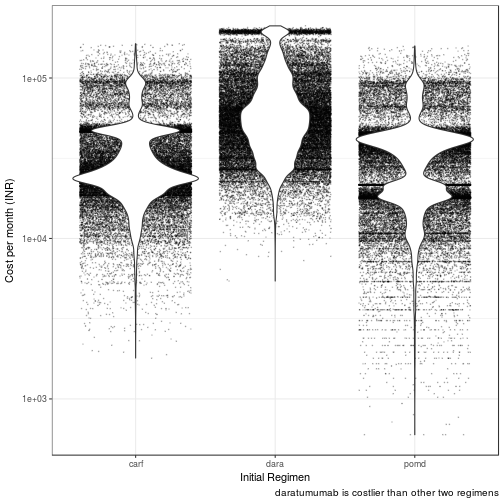 Cost per month (INR)
1e+05
1e+04
1e+03
carf
dara
pomd
Initial Regimen
daratumumab is costlier than other two regimens